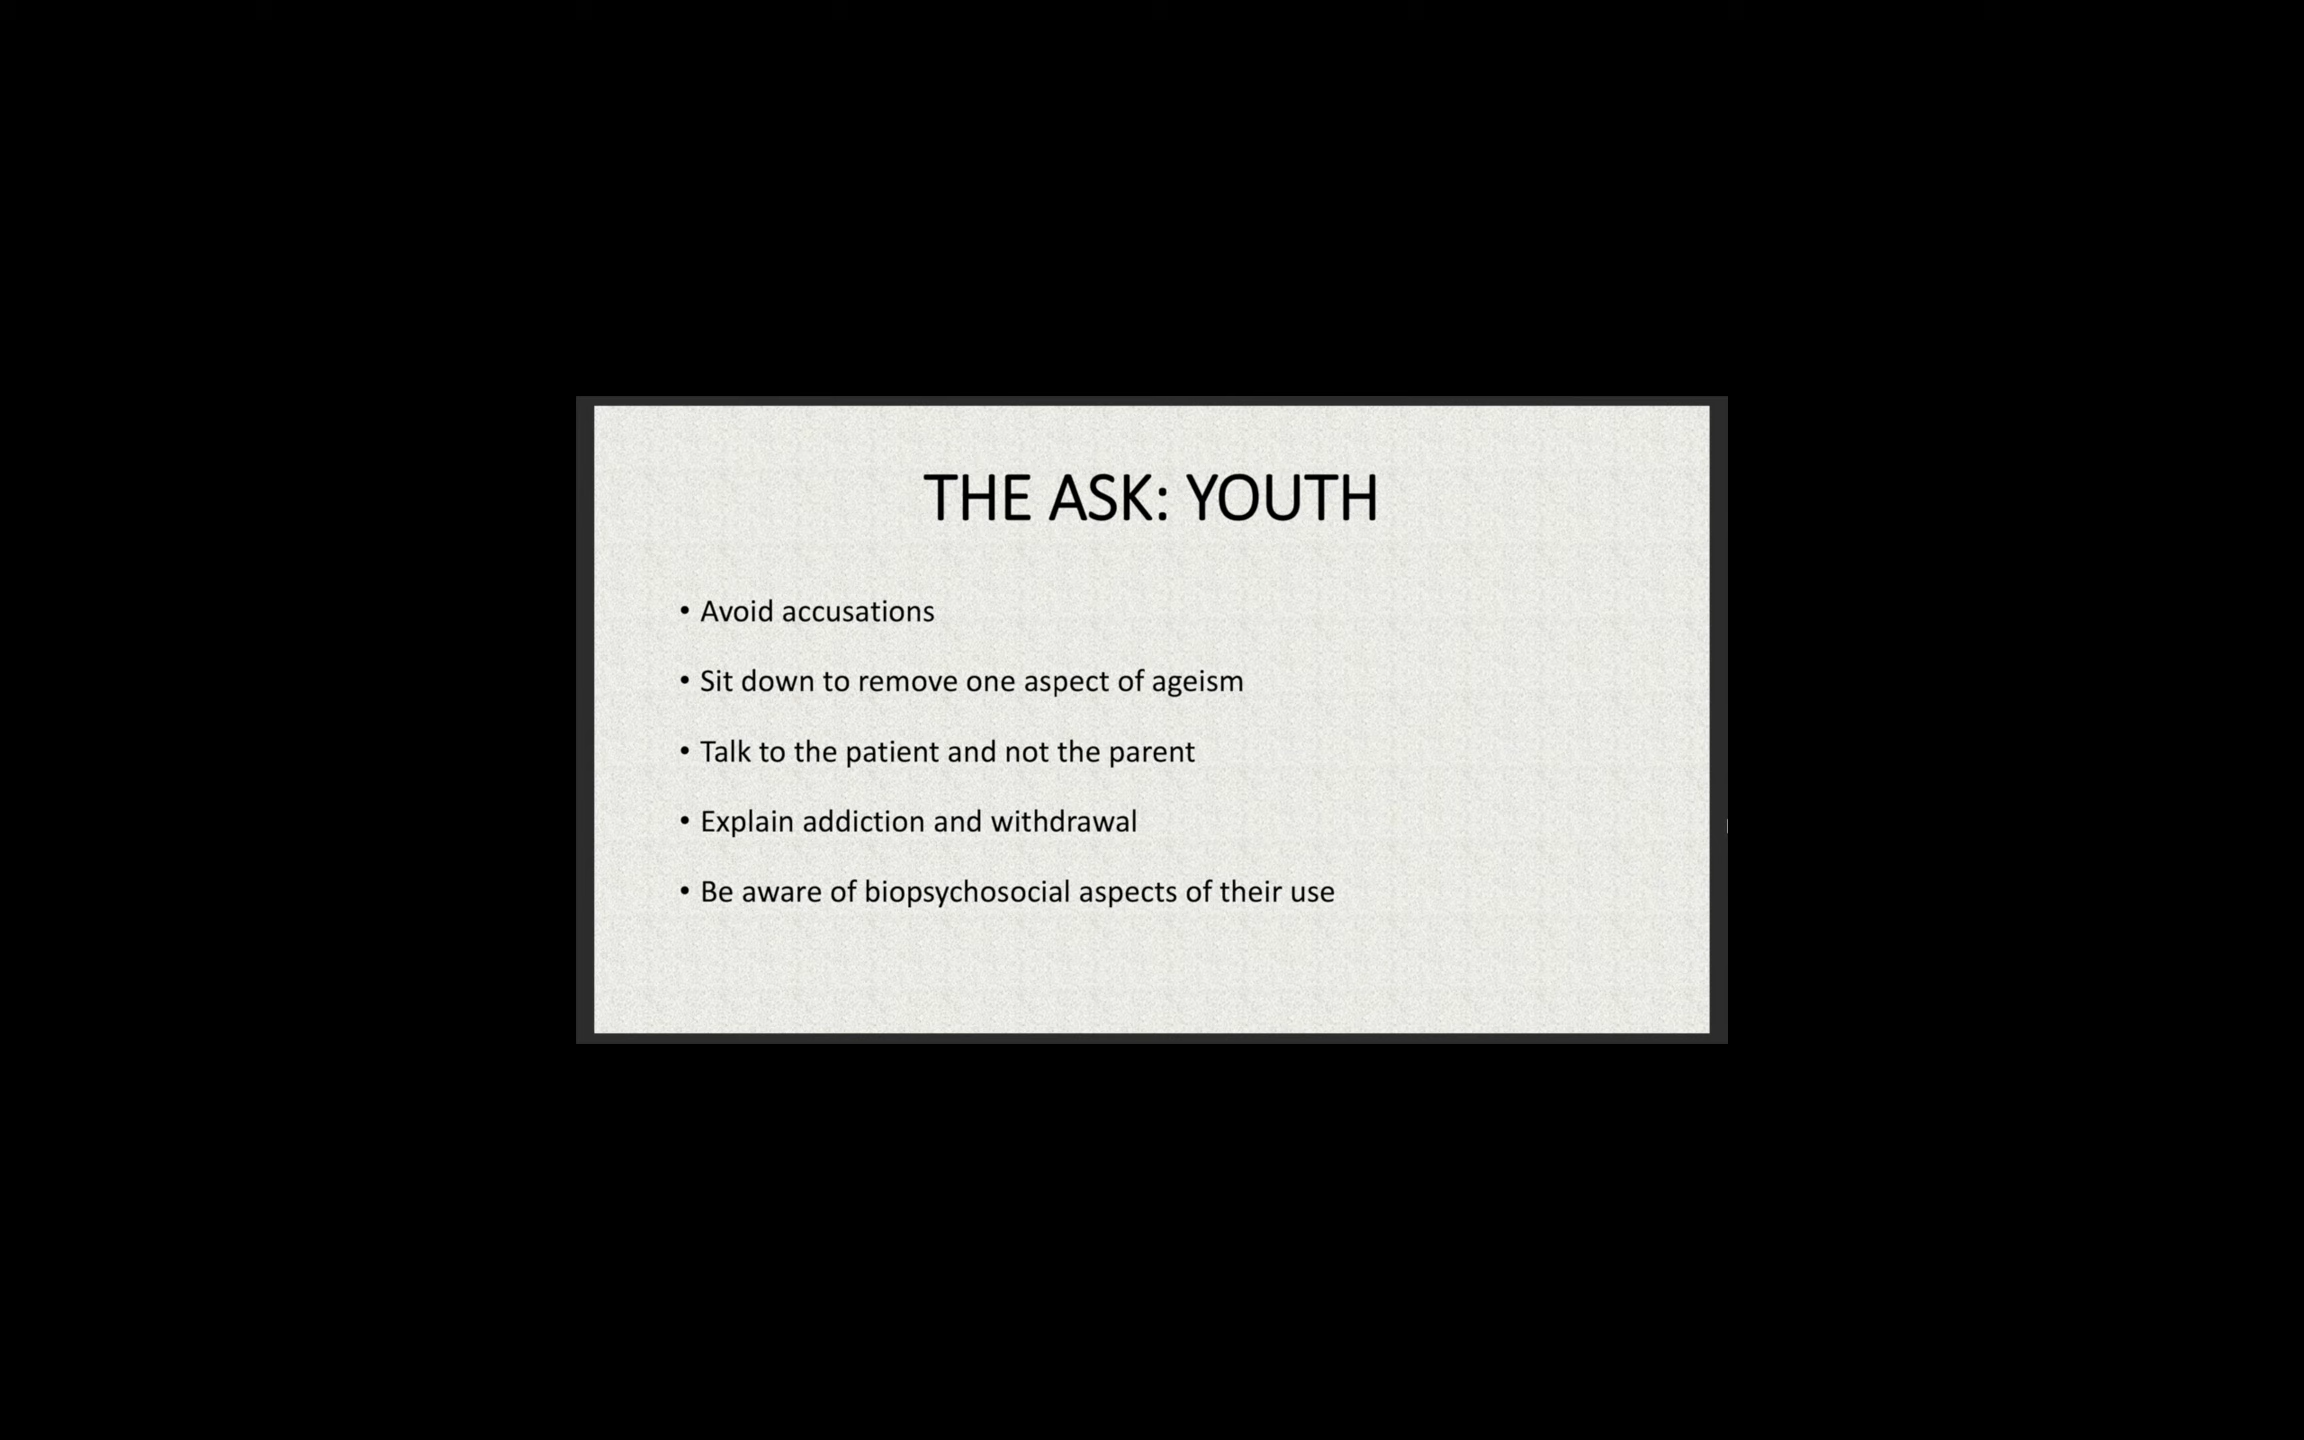 THE ASK: YOUTH
• Avoid accusations
• Sit down to remove one aspect of ageism
• Talk to the patient and not the parent
• Explain addiction and withdrawal
• Be aware of biopsychosocial aspects of their use